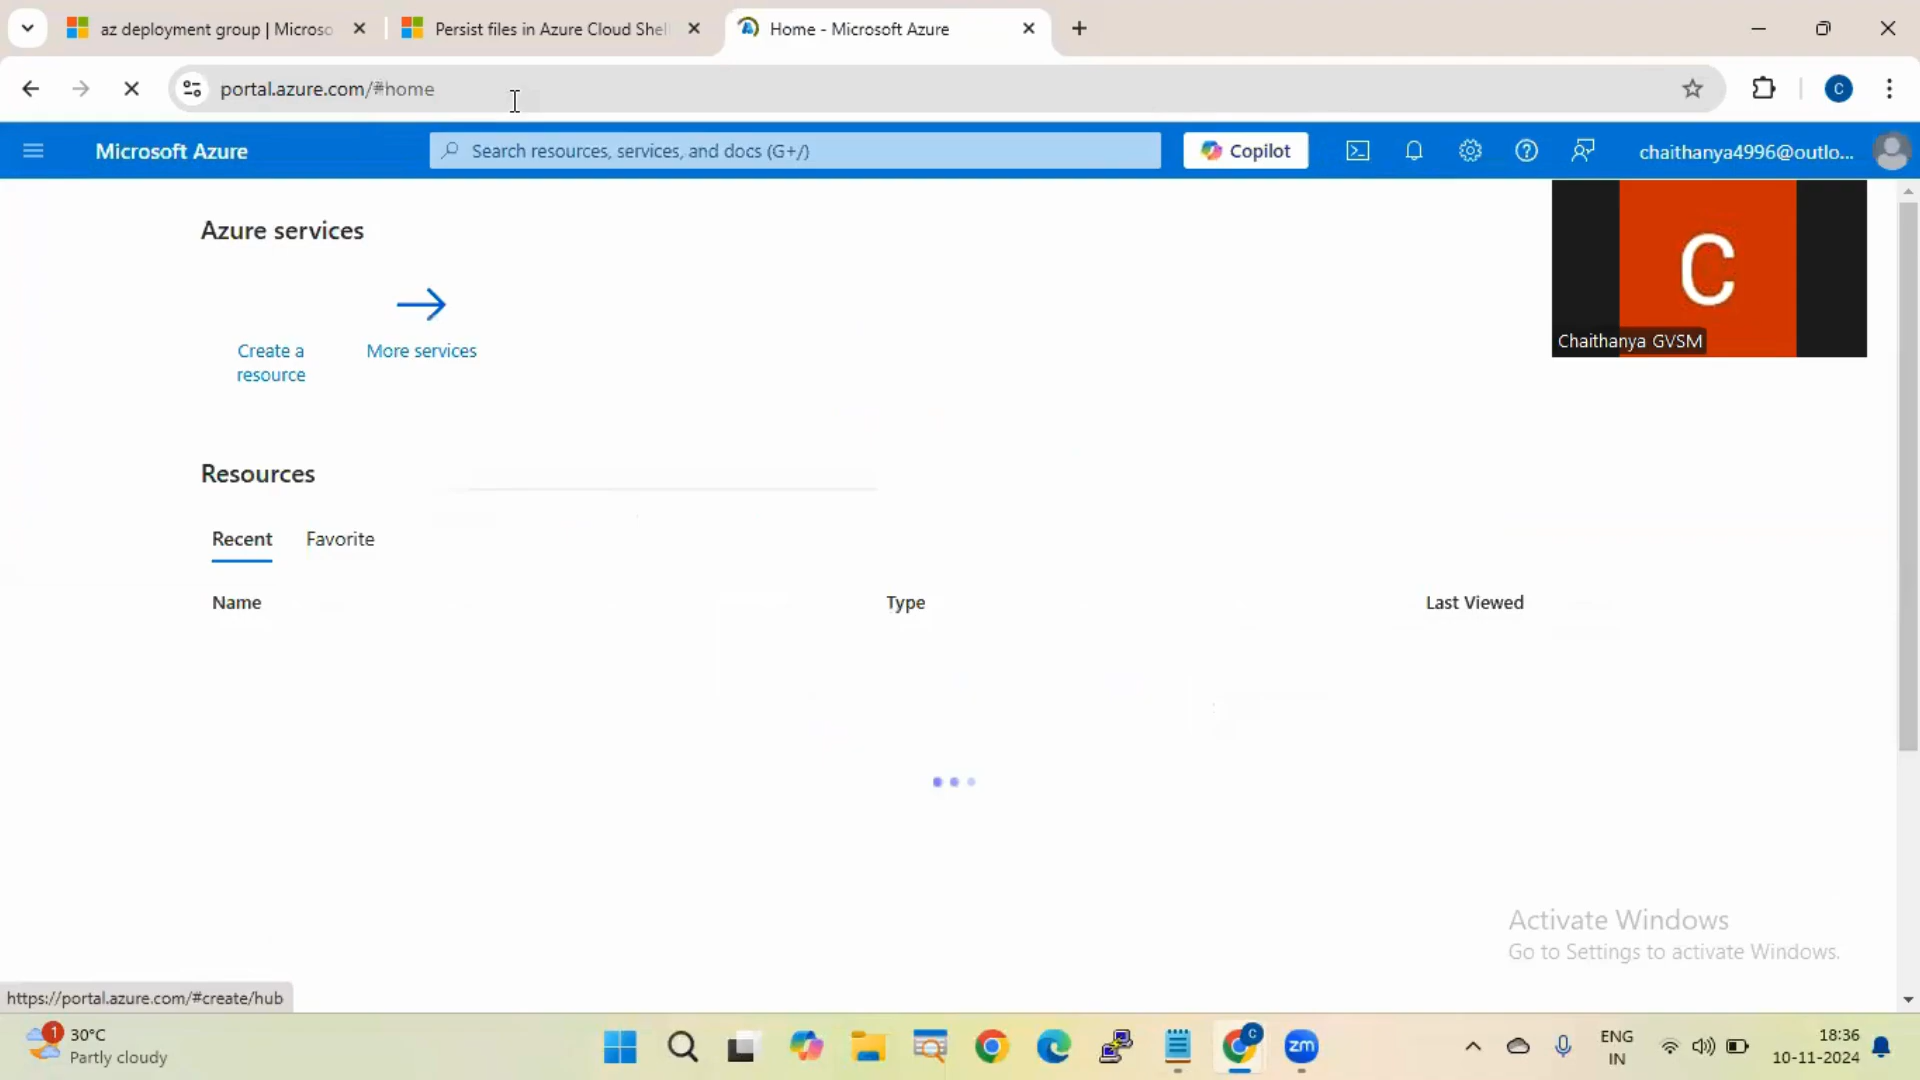 az deployment group | Microso
Persist files in Azure Cloud Shel
Home - Microsoft Azure
portal.azure.com/#home
C
Microsoft Azure
Search resources, services, and docs (G+/)
Copilot
chaithanya4996@outlo...
Azure services
Create a
resource
More services
C
Chaithanya GVSM
Resources
Recent
Favorite
Name
Type
Last Viewed
Activate Windows
Go to Settings to activate Windows.
https://portal.azure.com/#create/hub
1
30°C
Partly cloudy
C
zm
ENG
IN
18:36
10-11-2024